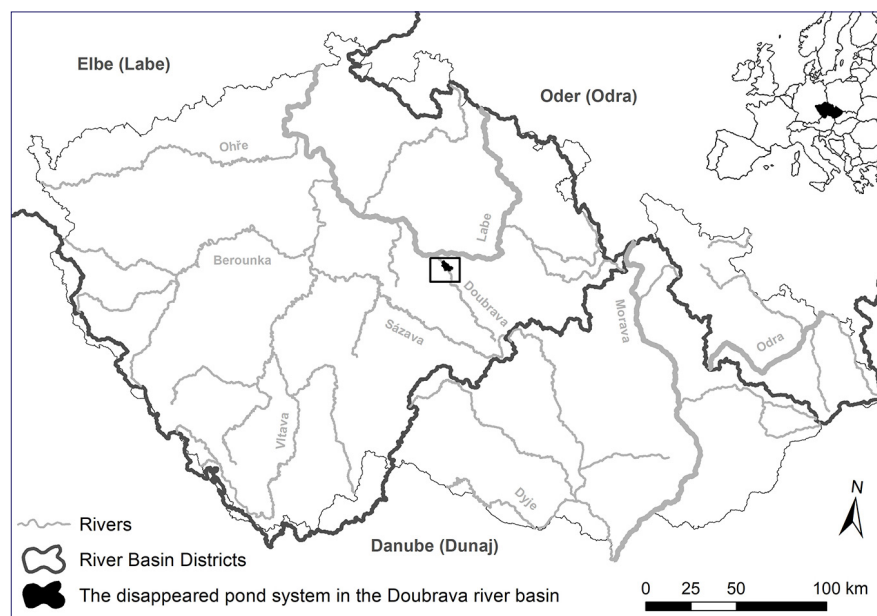 Elbe (Labe)
Oder (Odra)
Ohře
Labe
Berounka
Doubrava
Sázava
Morava
Odra
Vltava
Dyje
Danube (Dunaj)
N
Rivers
River Basin Districts
The disappeared pond system in the Doubrava river basin
0 25 50 100 km